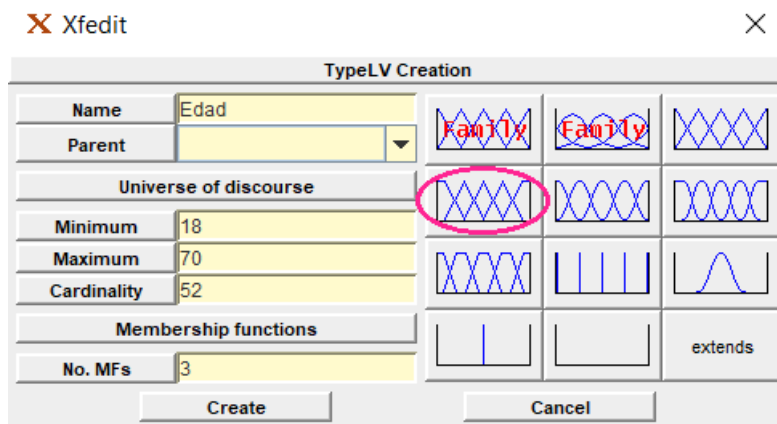 Xfedit
TypeLV Creation
Name Edad
Parent
Universe of discourse
Minimum 18
Maximum 70
Cardinality 52
Membership functions
No. MFs 3
Family Family
extends
Create Cancel